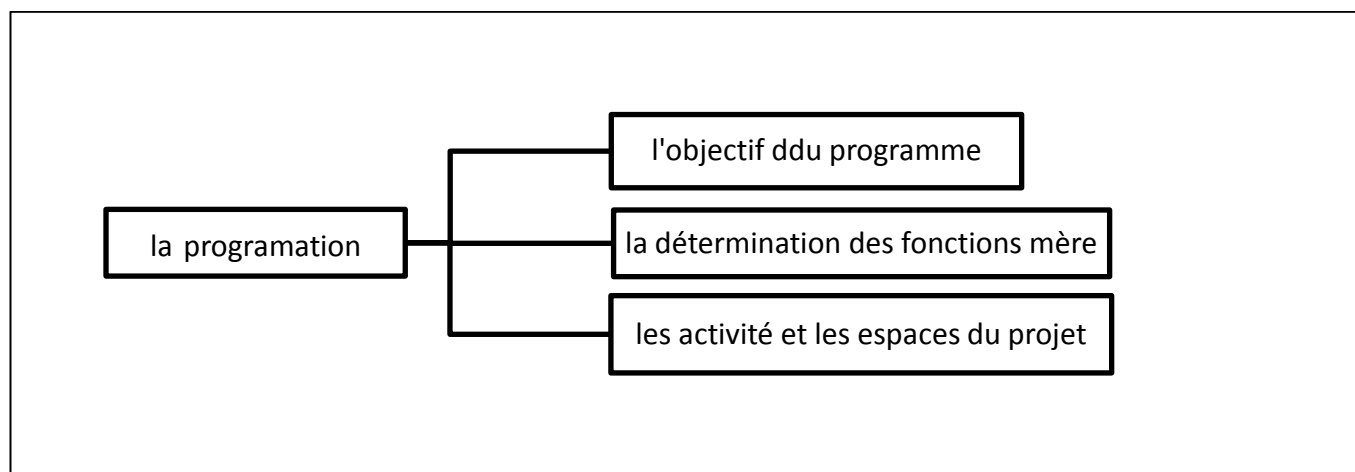 l'objectif ddu programme
la programation
la détermination des fonctions mère
les activité et les espaces du projet